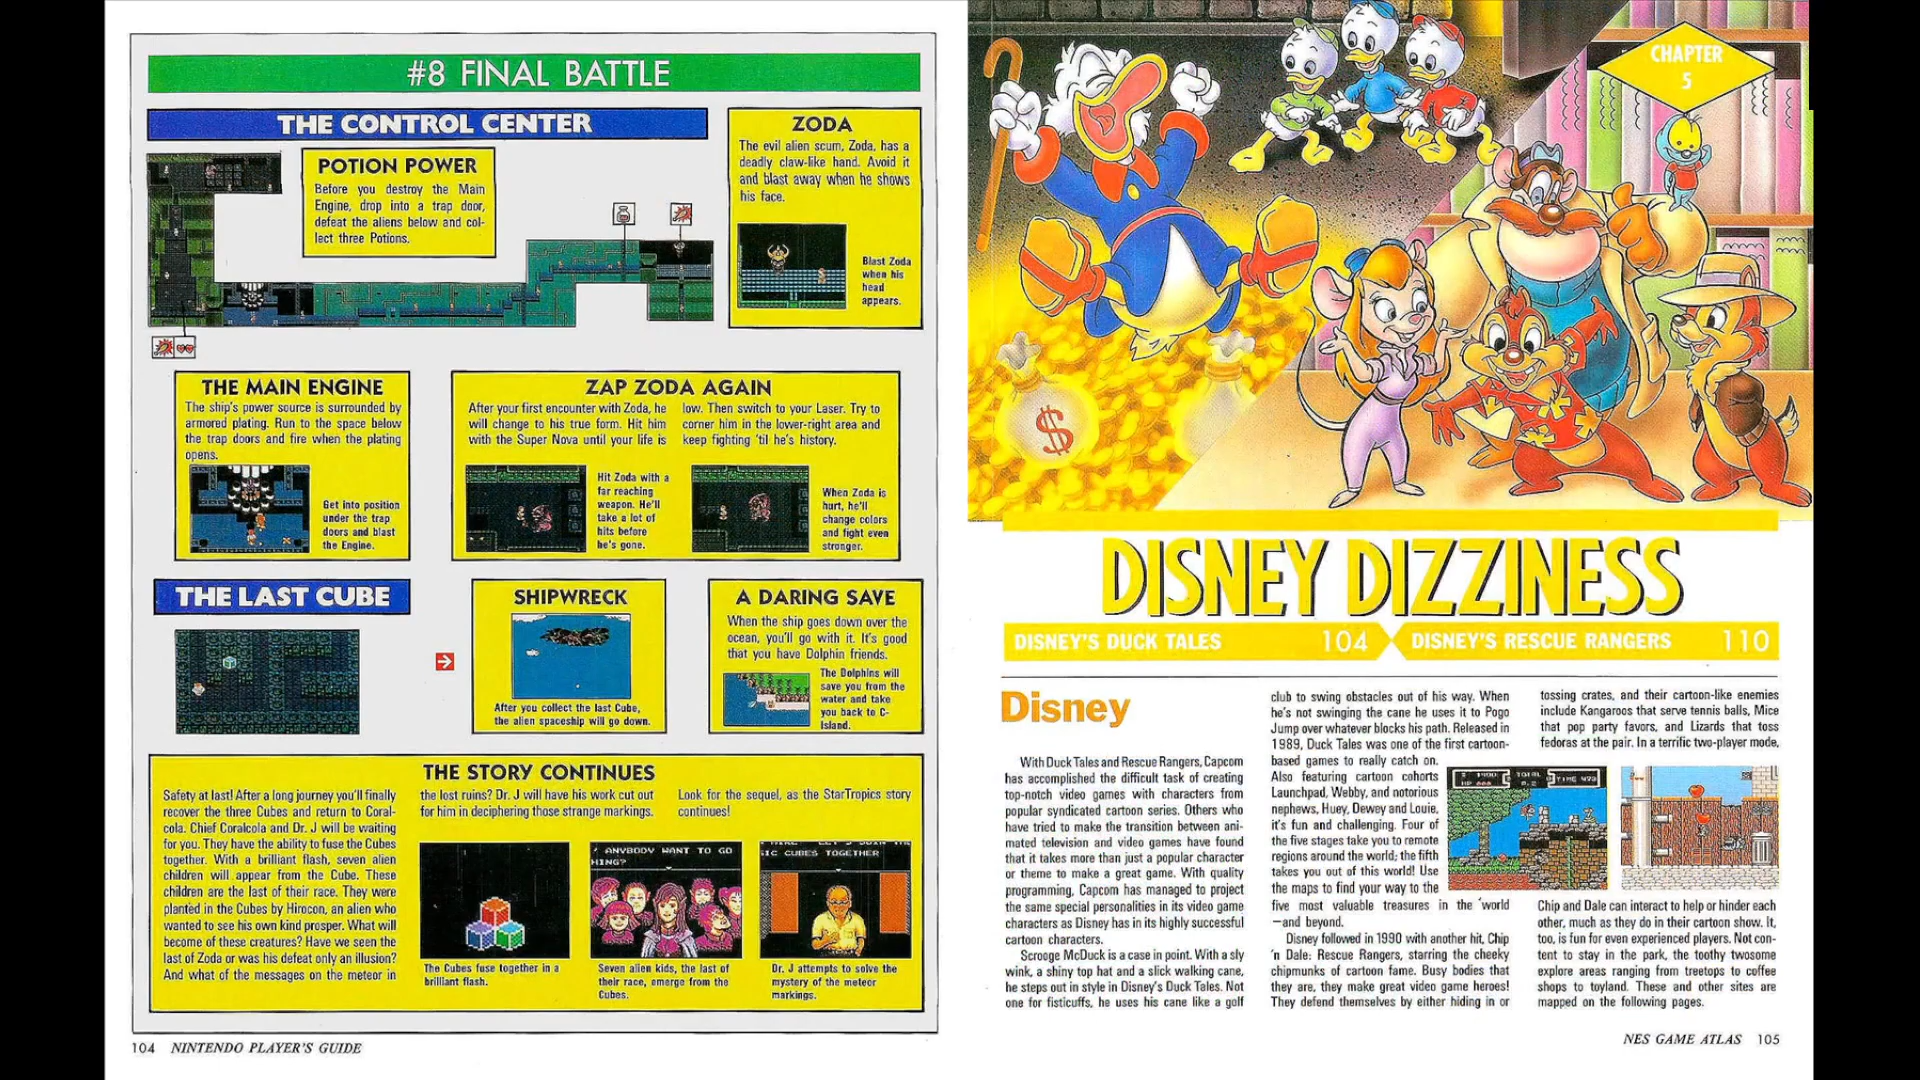 #8 FINAL BATTLE
THE CONTROL CENTER
POTION POWER
Before you destroy the Main
Engine, drop into a trap door,
defeat the aliens below and col-
lect three Potions.
ZODA
The evil alien scum, Zoda, has a
deadly claw-like hand. Avoid it
and blast away when he shows
his face.
Blast Zoda
when his
head
appears.
THE MAIN ENGINE
The ship's power source is surrounded by
armored plating. Run to the space below
the trap doors and fire when the plating
opens.
Get into position
under the trap
doors and blast
the Engine.
ZAP ZODA AGAIN
After your first encounter with Zoda, he
will change to his true form. Hit him
with the Super Nova until your life is
low. Then switch to your Laser. Try to
corner him in the lower-right area and
keep fighting 'til he's history.
Hit Zoda with a
far reaching
weapon. He'll
take a lot of
hits before
he's gone.
When Zoda is
hurt, he'll
change colors
and fight even
stronger.
THE LAST CUBE
SHIPWRECK
After you collect the last Cube,
the alien spaceship will go down.
A DARING SAVE
When the ship goes down over the
ocean, you'll go with it. It's good
that you have Dolphin friends.
The Dolphins will
save you from the
water and take
you back to C-
Island.
THE STORY CONTINUES
Safety at last! After a long journey you'll finally
recover the three Cubes and return to Coral-
cola. Chief Coralcola and Dr. J will be waiting
for you. They have the ability to fuse the Cubes
together. With a brilliant flash, seven alien
children will appear from the Cube. These
children are the last of their race. They were
planted in the Cubes by Hirocon, an alien who
wanted to see his own kind prosper. What will
become of these creatures? Have we seen the
last of Zoda or was his defeat only an illusion?
And what of the messages on the meteor in
the lost ruins? Dr. J will have his work cut out
for him in deciphering those strange markings.
Look for the sequel, as the StarTropics story
continues!
ANYBODY WANT TO GO
HING?
IC CUBES TOGETHER
The Cubes fuse together in a
brilliant flash.
Seven alien kids, the last of
their race, emerge from the
Cubes.
Dr. J attempts to solve the
mystery of the meteor
markings.
104 NINTENDO PLAYER'S GUIDE
CHAPTER
5
$
DISNEY DIZZINESS
DISNEY'S DUCK TALES 104 DISNEY'S RESCUE RANGERS 110
Disney
With Duck Tales and Rescue Rangers, Capcom
has accomplished the difficult task of creating
top-notch video games with characters from
popular syndicated cartoon series. Others who
have tried to make the transition between ani-
mated television and video games have found
that it takes more than just a popular character
or theme to make a great game. With quality
programming, Capcom has managed to project
the same special personalities in its video game
characters as Disney has in its highly successful
cartoon characters.
Scrooge McDuck is a case in point. With a sly
wink, a shiny top hat and a slick walking cane,
he steps out in style in Disney's Duck Tales. Not
one for fisticuffs, he uses his cane like a golf
club to swing obstacles out of his way. When
he's not swinging the cane he uses it to Pogo
Jump over whatever blocks his path. Released in
1989, Duck Tales was one of the first cartoon-
based games to really catch on.
Also featuring cartoon cohorts
Launchpad, Webby, and notorious
nephews, Huey, Dewey and Louie,
it's fun and challenging. Four of
the five stages take you to remote
regions around the world; the fifth
takes you out of this world! Use
the maps to find your way to the
five most valuable treasures in the world
—and beyond.
Disney followed in 1990 with another hit, Chip
'n Dale: Rescue Rangers, starring the cheeky
chipmunks of cartoon fame. Busy bodies that
they are, they make great video game heroes!
They defend themselves by either hiding in or
tossing crates, and their cartoon-like enemies
include Kangaroos that serve tennis balls, Mice
that pop party favors, and Lizards that toss
fedoras at the pair. In a terrific two-player mode,
Chip and Dale can interact to help or hinder each
other, much as they do in their cartoon show. It,
too, is fun for even experienced players. Not con-
tent to stay in the park, the toothy twosome
explore areas ranging from treetops to coffee
shops to toyland. These and other sites are
mapped on the following pages.
NES GAME ATLAS 105